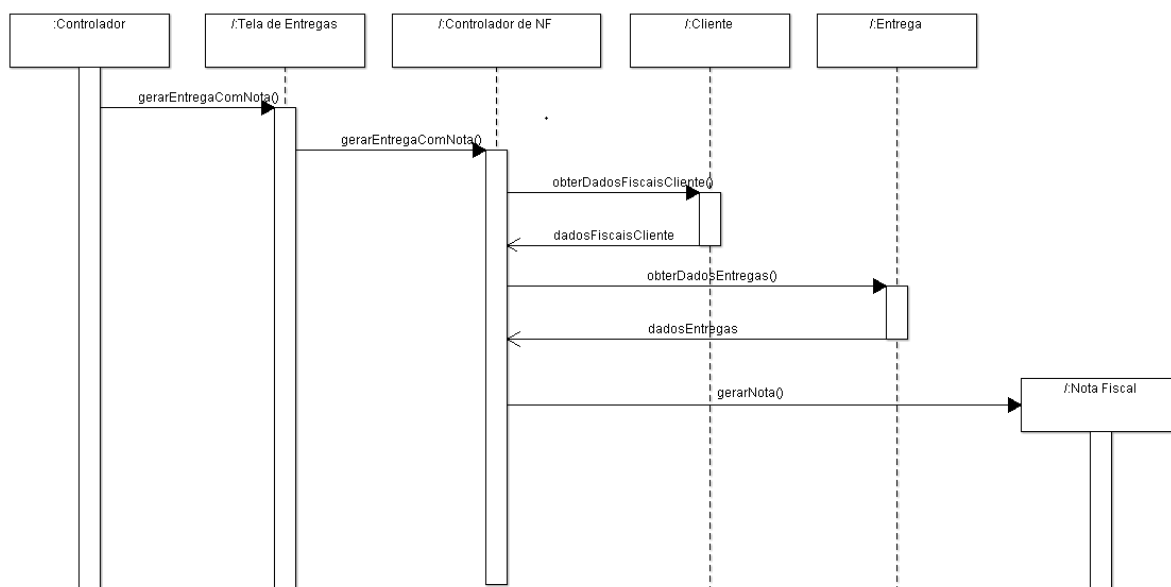 :Controlador
/:Tela de Entregas
/:Controlador de NF
/:Cliente
/:Entrega
gerarEntregaComNota()
gerarEntregaComNota()
obterDadosFiscaisCliente()
dadosFiscaisCliente
obterDadosEntregas()
dadosEntregas
gerarNota()
/:Nota Fiscal